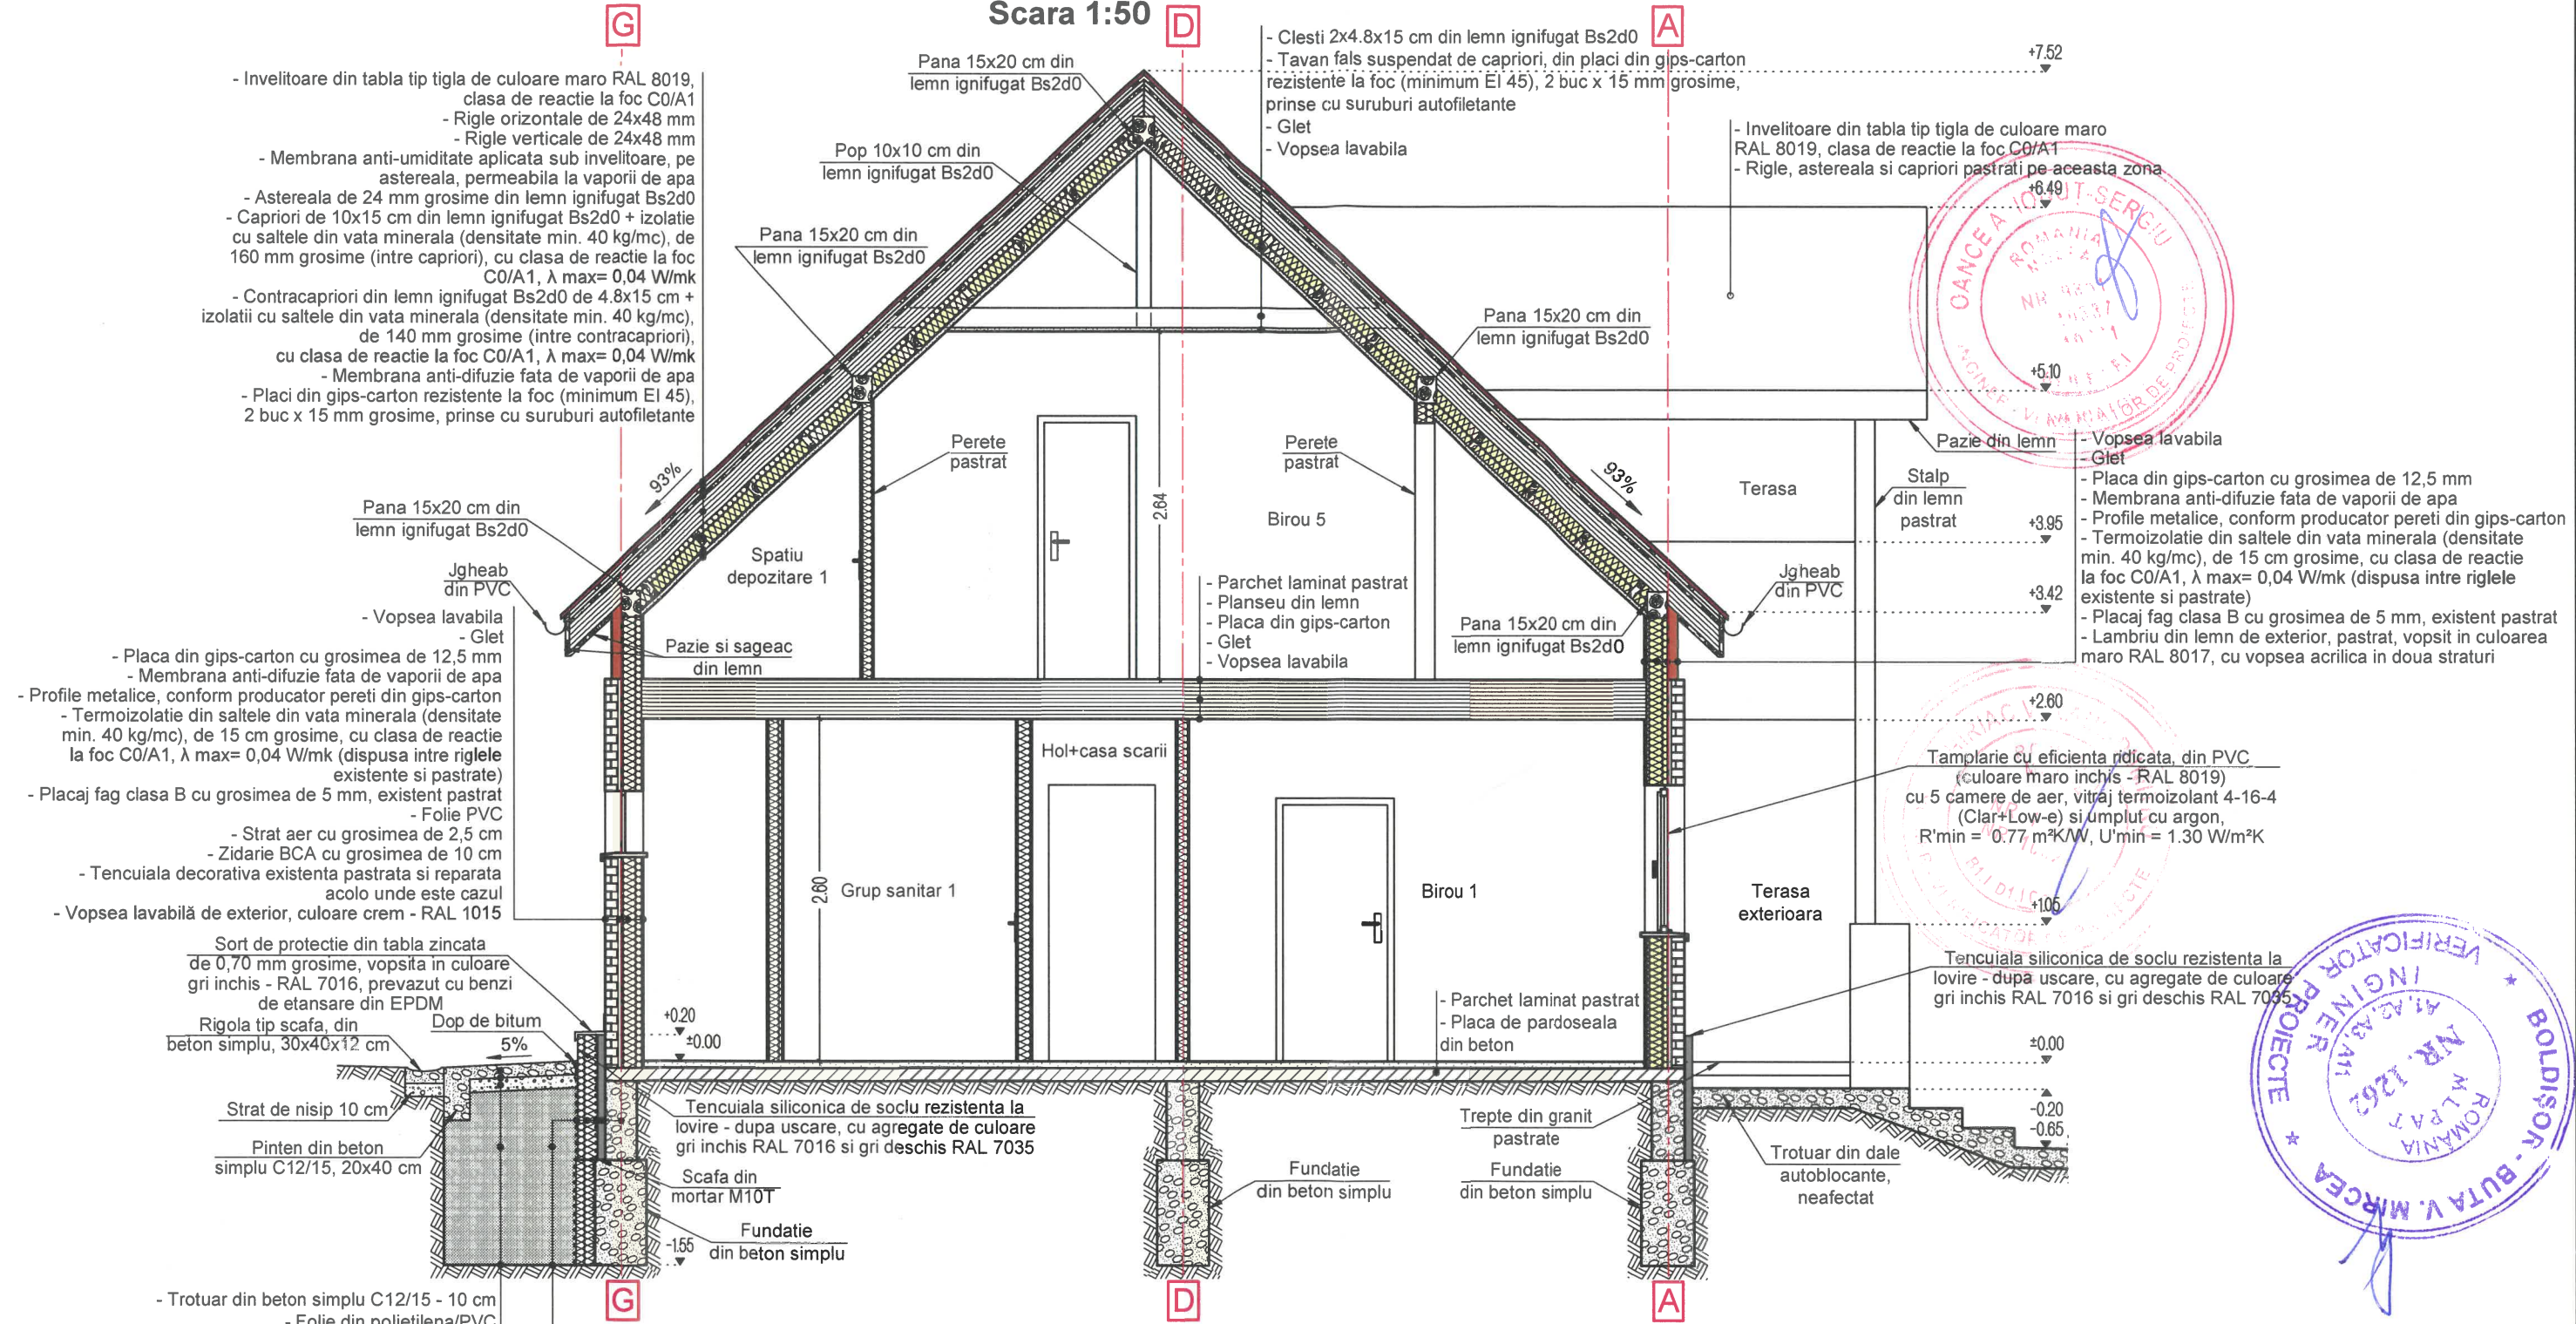 Scara 1:50
G
D
A
- Invelitoare din tabla tip tigla de culoare maro RAL 8019,
clasa de reactie la foc C0/A1
- Rigle orizontale de 24x48 mm
- Rigle verticale de 24x48 mm
- Membrana anti-umiditate aplicata sub invelitoare, pe
astereala, permeabila la vaporii de apa
- Astereala de 24 mm grosime din lemn ignifugat Bs2d0
- Capriori de 10x15 cm din lemn ignifugat Bs2d0 + izolatie
cu saltele din vata minerala (densitate min. 40 kg/mc), de
160 mm grosime (intre capriori), cu clasa de reactie la foc
C0/A1, λ max= 0,04 W/mk
- Contracapriori din lemn ignifugat Bs2d0 de 4.8x15 cm +
izolatii cu saltele din vata minerala (densitate min. 40 kg/mc),
de 140 mm grosime (intre contracapriori),
cu clasa de reactie la foc C0/A1, λ max= 0,04 W/mk
- Membrana anti-difuzie fata de vaporii de apa
- Placi din gips-carton rezistente la foc (minimum EI 45),
2 buc x 15 mm grosime, prinse cu suruburi autofiletante
Pana 15x20 cm din
lemn ignifugat Bs2d0
Pop 10x10 cm din
lemn ignifugat Bs2d0
Pana 15x20 cm din
lemn ignifugat Bs2d0
- Clesti 2x4.8x15 cm din lemn ignifugat Bs2d0
- Tavan fals suspendat de capriori, din placi din gips-carton
rezistente la foc (minimum EI 45), 2 buc x 15 mm grosime,
prinse cu suruburi autofiletante
- Glet
- Vopsea lavabila
+7.52
- Invelitoare din tabla tip tigla de culoare maro
RAL 8019, clasa de reactie la foc C0/A1
- Rigle, astereala si capriori pastrati pe aceasta zona
+6.49
Pana 15x20 cm din
lemn ignifugat Bs2d0
+5.10
Pazie din lemn
Stalp
din lemn
pastrat
Terasa
+3.95
+3.42
- Vopsea lavabila
- Glet
- Placa din gips-carton cu grosimea de 12,5 mm
- Membrana anti-difuzie fata de vaporii de apa
- Profile metalice, conform producator pereti din gips-carton
- Termoizolatie din saltele din vata minerala (densitate
min. 40 kg/mc), de 15 cm grosime, cu clasa de reactie
la foc C0/A1, λ max= 0,04 W/mk (dispusa intre riglele
existente si pastrate)
- Placaj fag clasa B cu grosimea de 5 mm, existent pastrat
- Lambriu din lemn de exterior, pastrat, vopsit in culoarea
maro RAL 8017, cu vopsea acrilica in doua straturi
93%
93%
Perete
pastrat
Perete
pastrat
2.64
Birou 5
Spatiu
depozitare 1
Pana 15x20 cm din
lemn ignifugat Bs2d0
Jgheab
din PVC
Jgheab
din PVC
Pazie si sageac
din lemn
- Parchet laminat pastrat
- Planseu din lemn
- Placa din gips-carton
- Glet
- Vopsea lavabila
Pana 15x20 cm din
lemn ignifugat Bs2d0
- Vopsea lavabila
- Glet
- Placa din gips-carton cu grosimea de 12,5 mm
- Membrana anti-difuzie fata de vaporii de apa
- Profile metalice, conform producator pereti din gips-carton
- Termoizolatie din saltele din vata minerala (densitate
min. 40 kg/mc), de 15 cm grosime, cu clasa de reactie
la foc C0/A1, λ max= 0,04 W/mk (dispusa intre riglele
existente si pastrate)
- Placaj fag clasa B cu grosimea de 5 mm, existent pastrat
- Folie PVC
- Strat aer cu grosimea de 2,5 cm
- Zidarie BCA cu grosimea de 10 cm
- Tencuiala decorativa existenta pastrata si reparata
acolo unde este cazul
- Vopsea lavabilă de exterior, culoare crem - RAL 1015
+2.60
Hol+casa scarii
2.60
Grup sanitar 1
Birou 1
Tamplarie cu eficienta ridicata, din PVC
(culoare maro inchis - RAL 8019)
cu 5 camere de aer, vitraj termoizolant 4-16-4
(Clar+Low-e) si umplut cu argon,
R'min = 0.77 m²K/W, U'min = 1.30 W/m²K
Terasa
exterioara
+1.05
Sort de protectie din tabla zincata
de 0,70 mm grosime, vopsita in culoare
gri inchis - RAL 7016, prevazut cu benzi
de etansare din EPDM
Rigola tip scafa, din
beton simplu, 30x40x12 cm
Dop de bitum
5%
+0.20
±0.00
- Parchet laminat pastrat
- Placa de pardoseala
din beton
Tencuiala siliconica de soclu rezistenta la
lovire - dupa uscare, cu agregate de culoare
gri inchis RAL 7016 si gri deschis RAL 7035
±0.00
-0.20
-0.65
Strat de nisip 10 cm
Pinten din beton
simplu C12/15, 20x40 cm
Tencuiala siliconica de soclu rezistenta la
lovire - dupa uscare, cu agregate de culoare
gri inchis RAL 7016 si gri deschis RAL 7035
Scafa din
mortar M10T
Fundatie
din beton simplu
-1.55
Fundatie
din beton simplu
Fundatie
din beton simplu
Trepte din granit
pastrate
Trotuar din dale
autoblocante,
neafectat
- Trotuar din beton simplu C12/15 - 10 cm
- Folie din polietilena/PVC
G
D
A
OANCE A IONUT-SERGIU
ROMANIA
VERIFICATOR PROIECTE
BOLDIȘOR - BUTA V. MIRCEA
INGINER
A1, A2, A3, A11
NR. 1262
MLPAT
ROMÂNIA